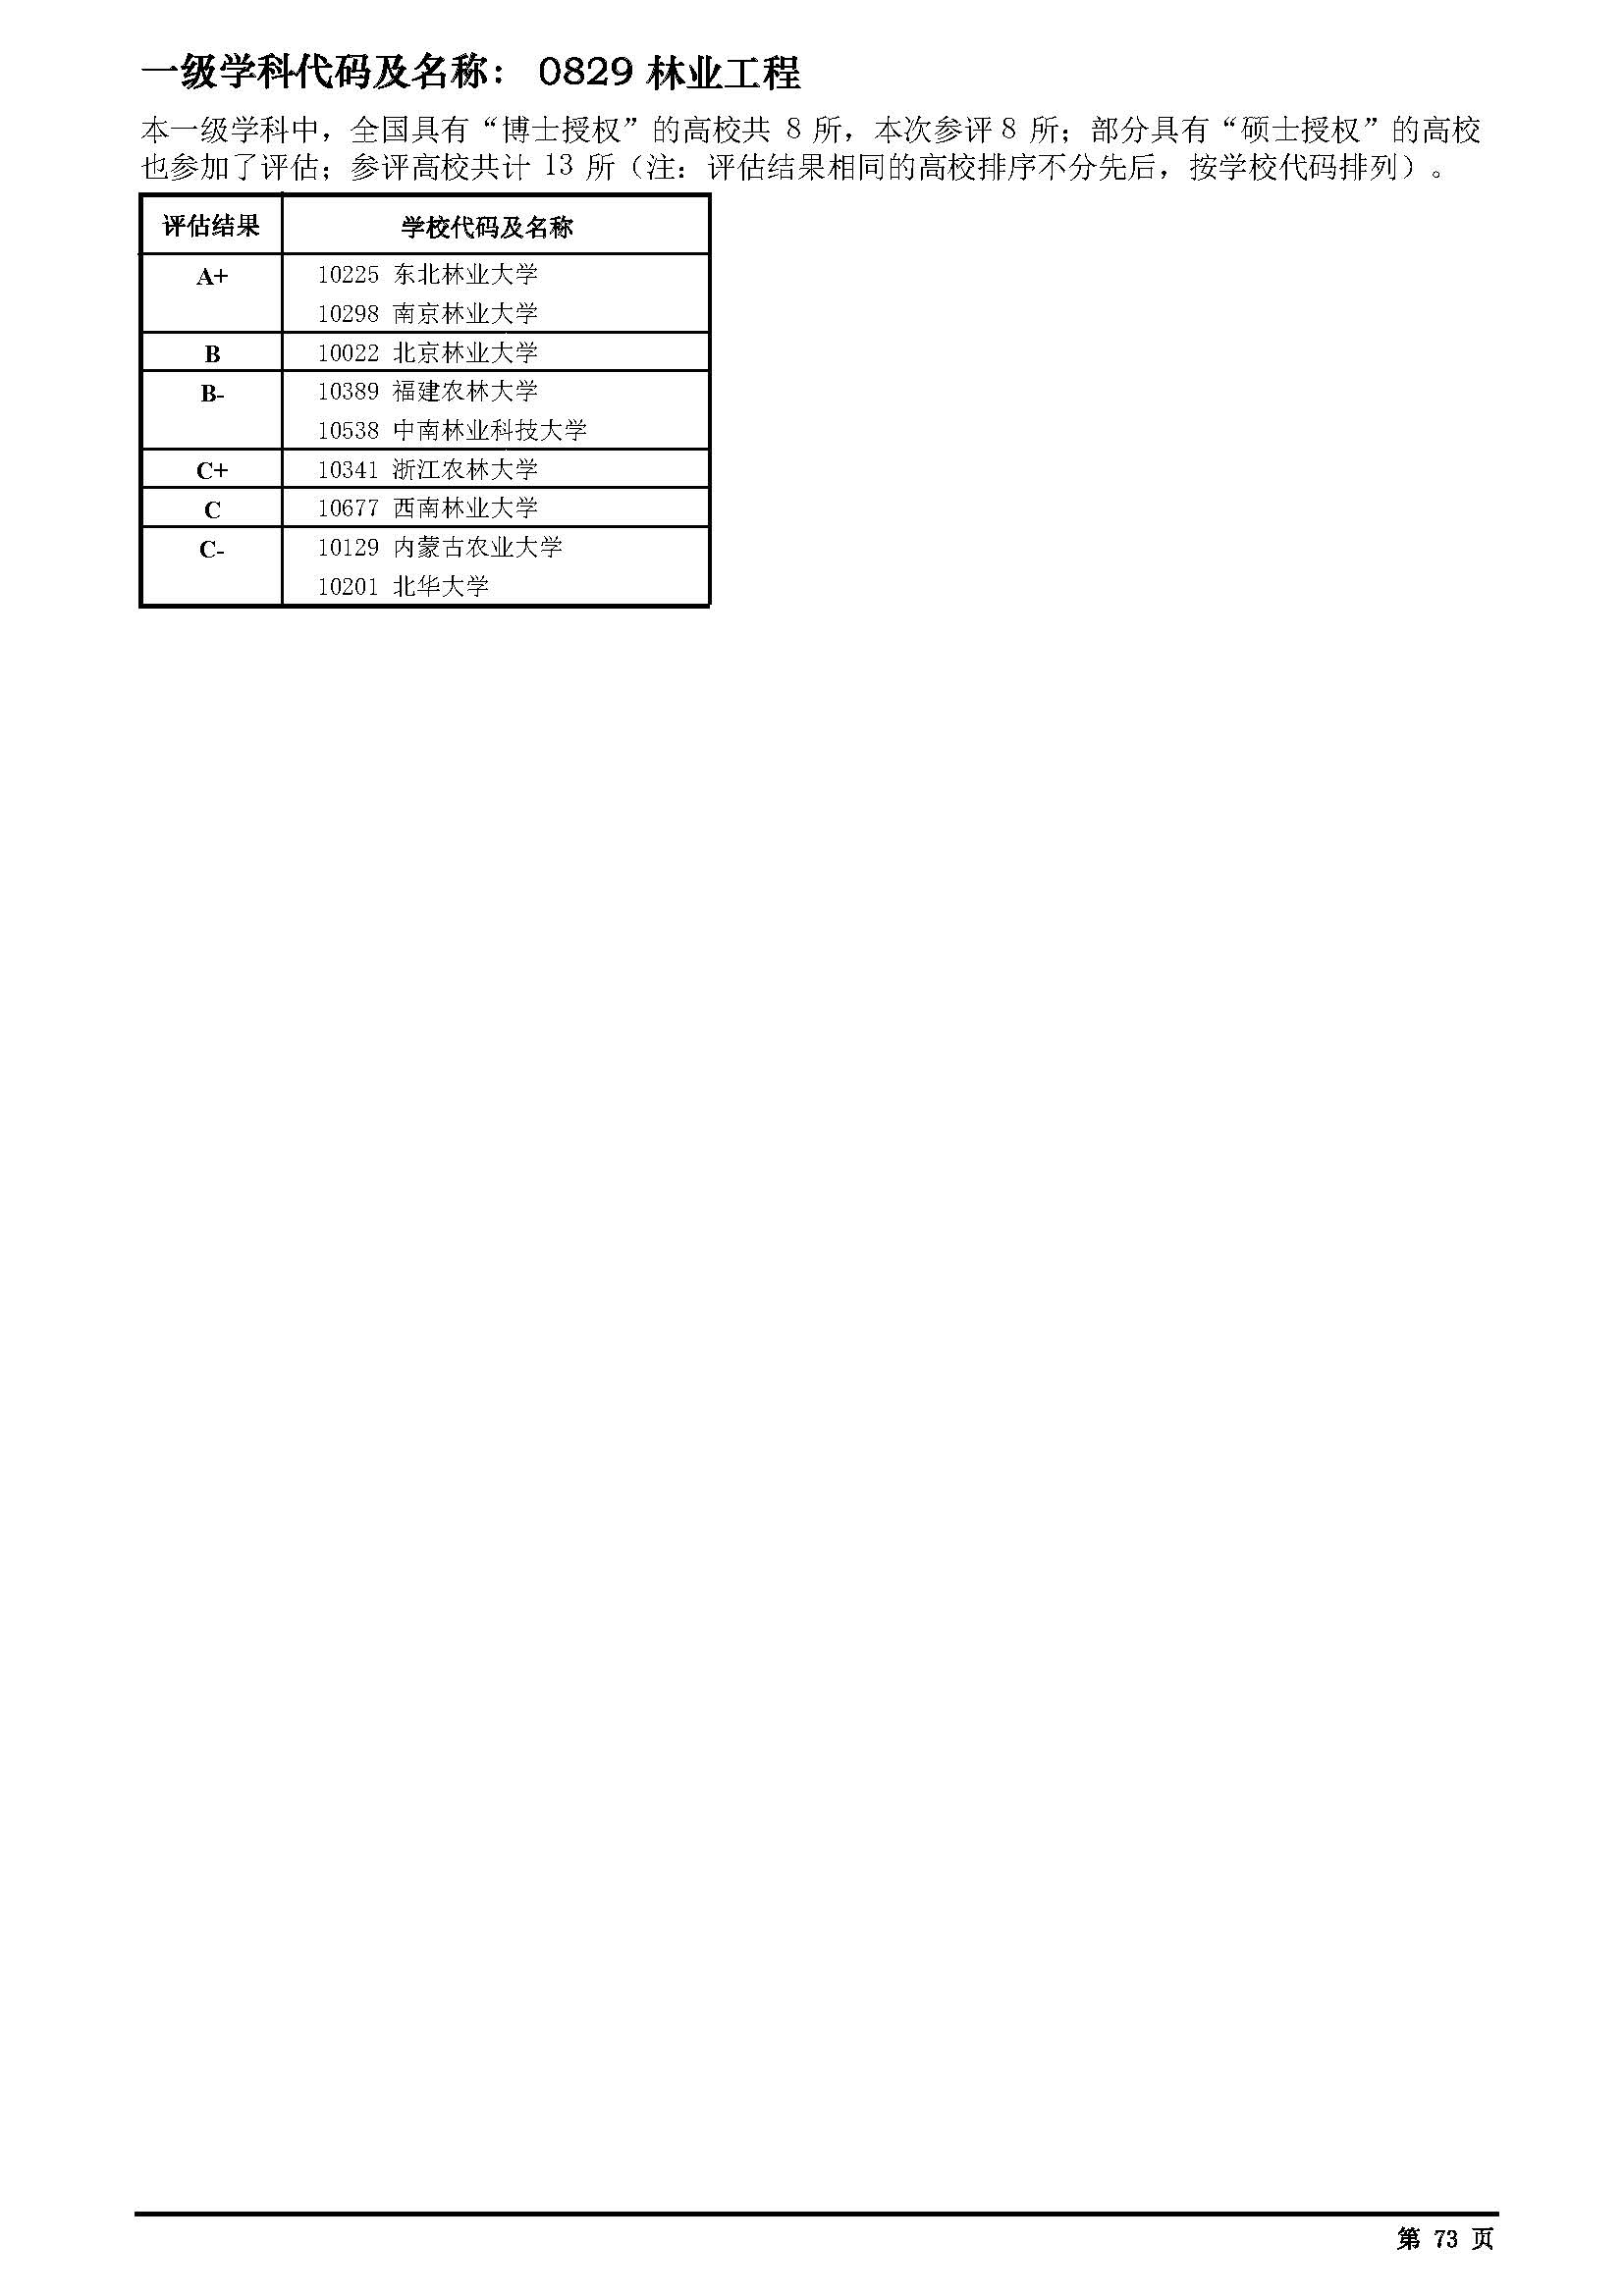 一级学科代码及名称： 0829 林业工程
本一级学科中，全国具有“博士授权”的高校共 8 所，本次参评 8 所；部分具有“硕士授权”的高校
也参加了评估；参评高校共计 13 所（注：评估结果相同的高校排序不分先后，按学校代码排列）。
评估结果 学校代码及名称
A+ 10225 东北林业大学
10298 南京林业大学
B 10022 北京林业大学
B- 10389 福建农林大学
10538 中南林业科技大学
C+ 10341 浙江农林大学
C 10677 西南林业大学
C- 10129 内蒙古农业大学
10201 北华大学
第 73 页